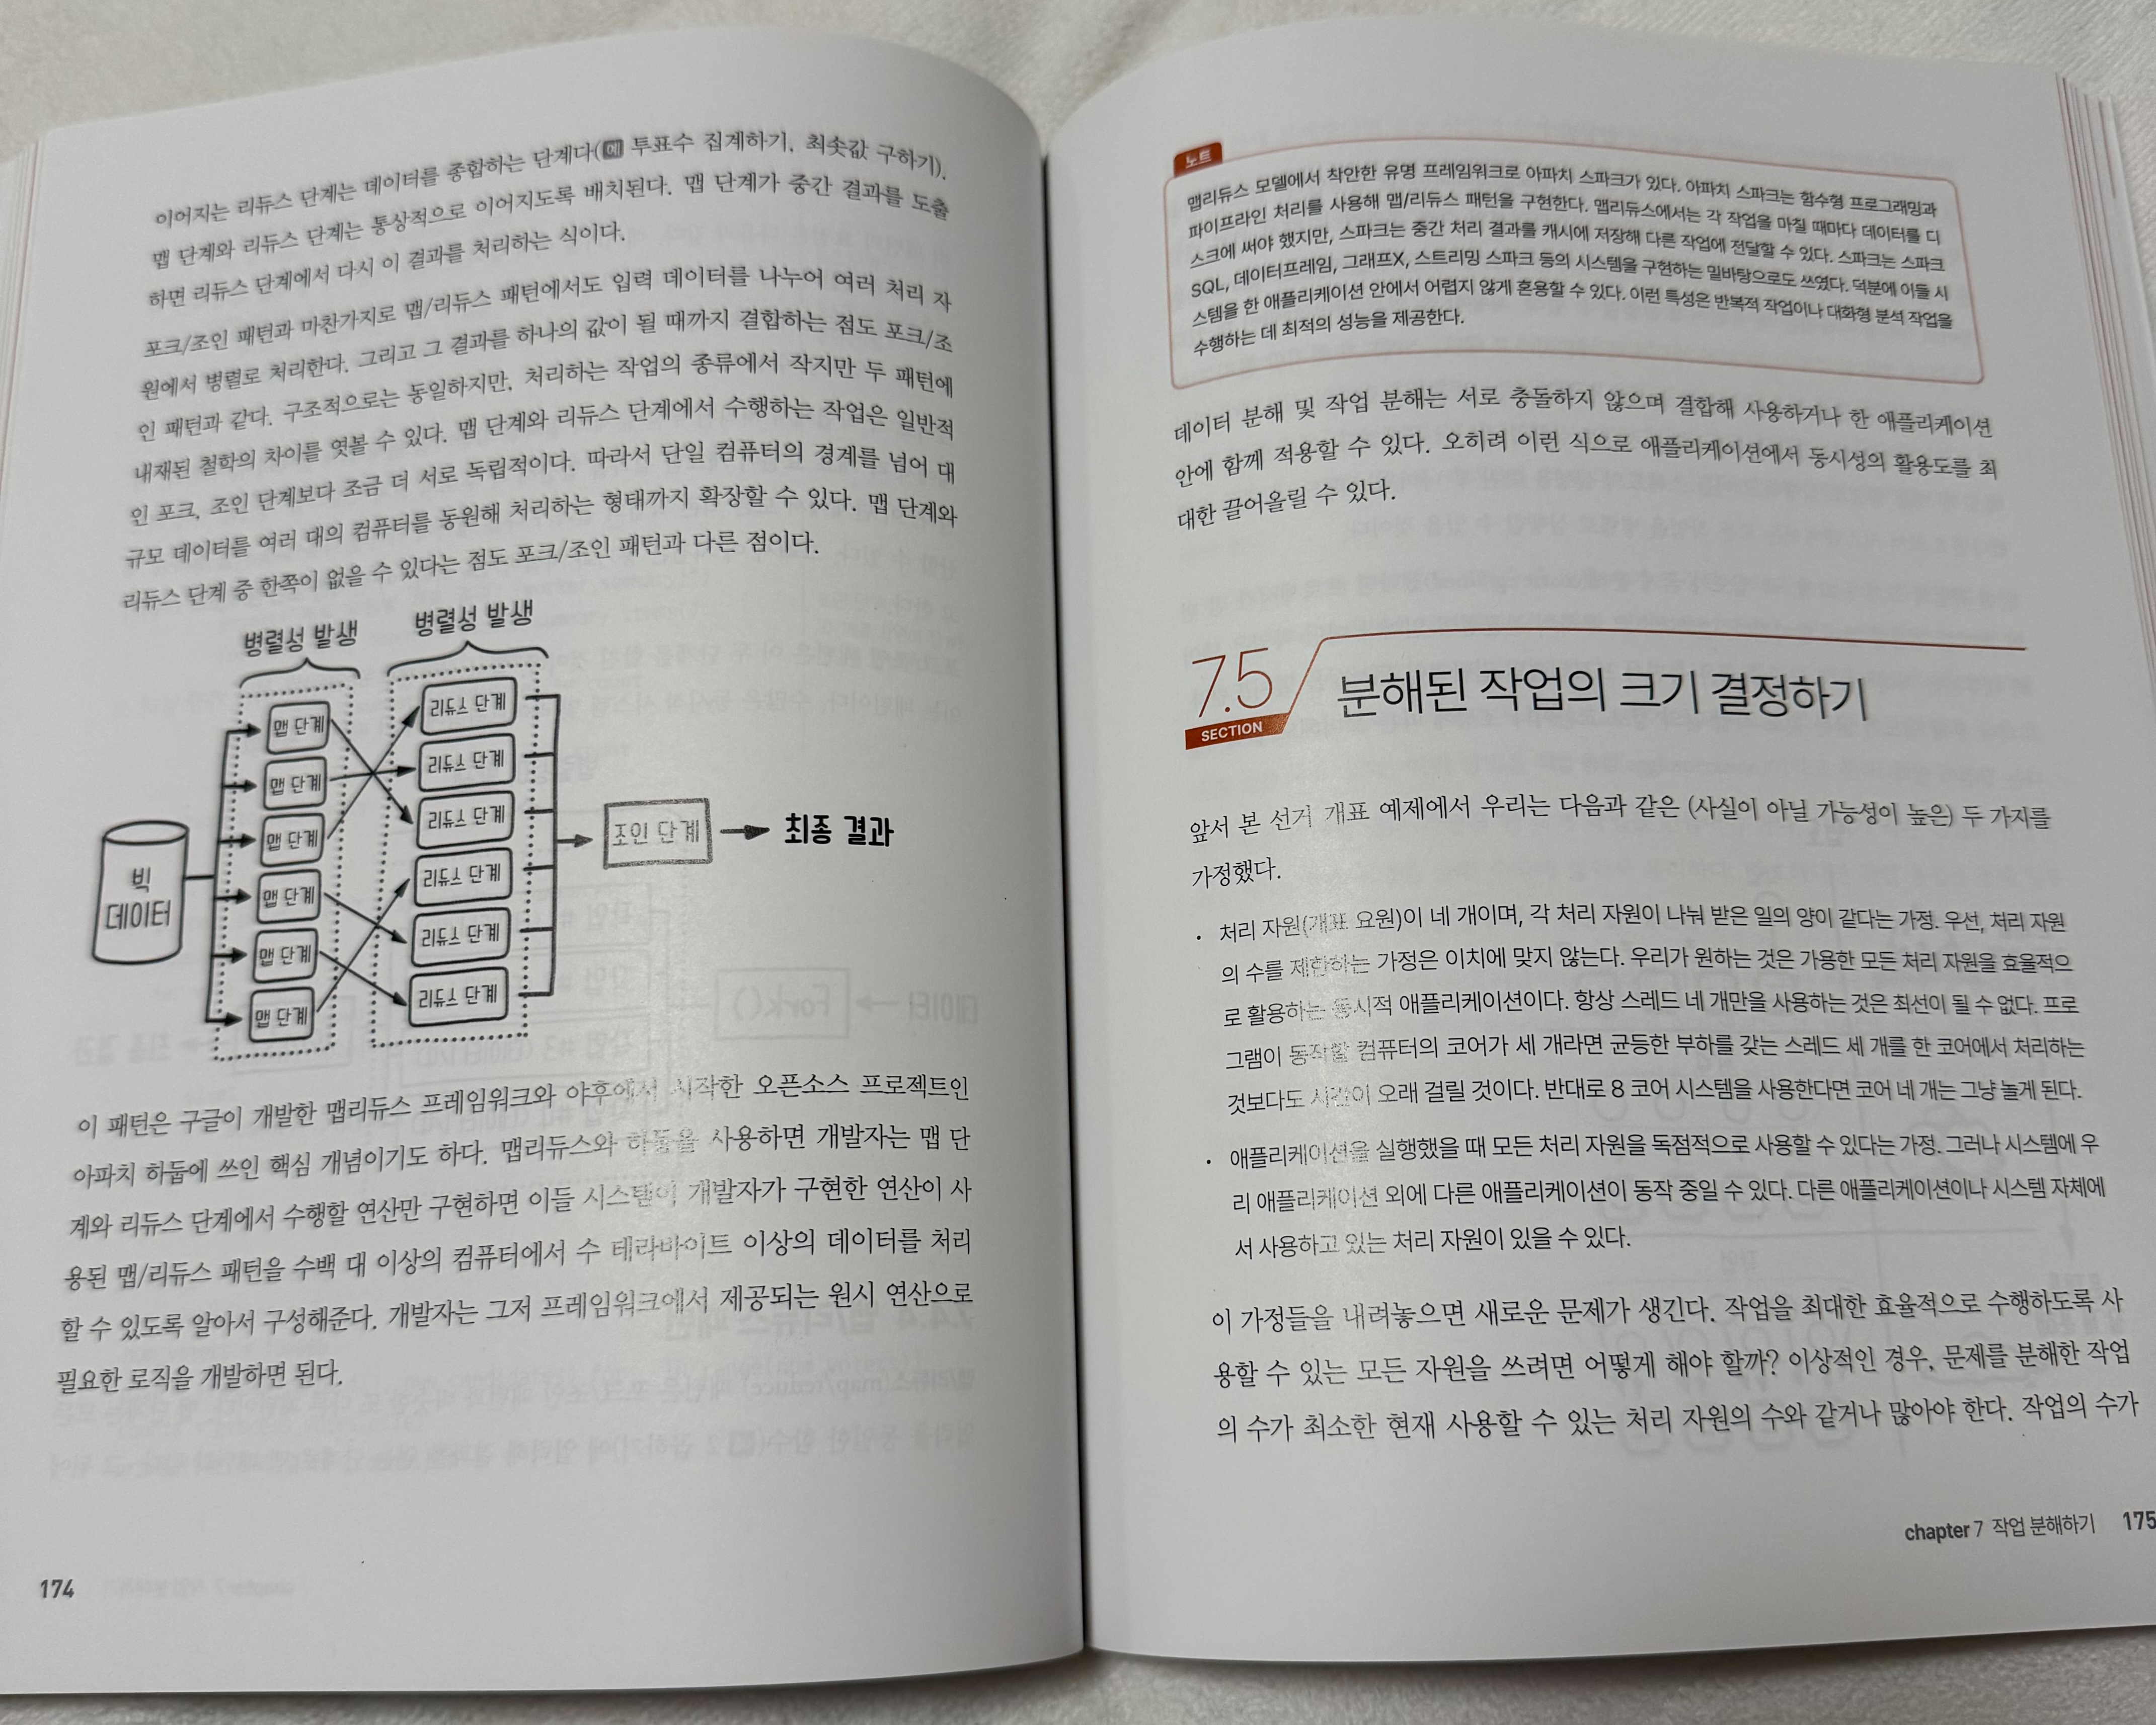 이어지는 리듀스 단계는 데이터를 종합하는 단계다(예 투표수 집계하기, 최솟값 구하기).
맵 단계와 리듀스 단계는 통상적으로 이어지도록 배치된다. 맵 단계가 중간 결과를 도출
하면 리듀스 단계에서 다시 이 결과를 처리하는 식이다.
포크/조인 패턴과 마찬가지로 맵/리듀스 패턴에서도 입력 데이터를 나누어 여러 처리 자
원에서 병렬로 처리한다. 그리고 그 결과를 하나의 값이 될 때까지 결합하는 점도 포크/조
인 패턴과 같다. 구조적으로는 동일하지만, 처리하는 작업의 종류에서 작지만 두 패턴에
내재된 철학의 차이를 엿볼 수 있다. 맵 단계와 리듀스 단계에서 수행하는 작업은 일반적
인 포크, 조인 단계보다 조금 더 서로 독립적이다. 따라서 단일 컴퓨터의 경계를 넘어 대
규모 데이터를 여러 대의 컴퓨터를 동원해 처리하는 형태까지 확장할 수 있다. 맵 단계와
리듀스 단계 중 한쪽이 없을 수 있다는 점도 포크/조인 패턴과 다른 점이다.
병렬성 발생
병렬성 발생
빅
데이터
맵 단계
맵 단계
맵 단계
맵 단계
맵 단계
맵 단계
리듀스 단계
리듀스 단계
리듀스 단계
리듀스 단계
리듀스 단계
리듀스 단계
조인 단계
최종 결과
이 패턴은 구글이 개발한 맵리듀스 프레임워크와 야후에서 시작한 오픈소스 프로젝트인
아파치 하둡에 쓰인 핵심 개념이기도 하다. 맵리듀스와 하둡을 사용하면 개발자는 맵 단
계와 리듀스 단계에서 수행할 연산만 구현하면 이들 시스템이 개발자가 구현한 연산이 사
용된 맵/리듀스 패턴을 수백 대 이상의 컴퓨터에서 수 테라바이트 이상의 데이터를 처리
할 수 있도록 알아서 구성해준다. 개발자는 그저 프레임워크에서 제공되는 원시 연산으로
필요한 로직을 개발하면 된다.
174
노트
맵리듀스 모델에서 착안한 유명 프레임워크로 아파치 스파크가 있다. 아파치 스파크는 함수형 프로그래밍과
파이프라인 처리를 사용해 맵/리듀스 패턴을 구현한다. 맵리듀스에서는 각 작업을 마칠 때마다 데이터를 디
스크에 써야 했지만, 스파크는 중간 처리 결과를 캐시에 저장해 다른 작업에 전달할 수 있다. 스파크는 스파크
SQL, 데이터프레임, 그래프X, 스트리밍 스파크 등의 시스템을 구현하는 밑바탕으로도 쓰였다. 덕분에 이들 시
스템을 한 애플리케이션 안에서 어렵지 않게 혼용할 수 있다. 이런 특성은 반복적 작업이나 대화형 분석 작업을
수행하는 데 최적의 성능을 제공한다.
데이터 분해 및 작업 분해는 서로 충돌하지 않으며 결합해 사용하거나 한 애플리케이션
안에 함께 적용할 수 있다. 오히려 이런 식으로 애플리케이션에서 동시성의 활용도를 최
대한 끌어올릴 수 있다.
7.5 분해된 작업의 크기 결정하기
SECTION
앞서 본 선거 개표 예제에서 우리는 다음과 같은 (사실이 아닐 가능성이 높은) 두 가지를
가정했다.
• 처리 자원(개표 요원)이 네 개이며, 각 처리 자원이 나눠 받은 일의 양이 같다는 가정. 우선, 처리 자원
의 수를 제한하는 가정은 이치에 맞지 않는다. 우리가 원하는 것은 가용한 모든 처리 자원을 효율적으
로 활용하는 동시적 애플리케이션이다. 항상 스레드 네 개만을 사용하는 것은 최선이 될 수 없다. 프로
그램이 동작할 컴퓨터의 코어가 세 개라면 균등한 부하를 갖는 스레드 세 개를 한 코어에서 처리하는
것보다도 시간이 오래 걸릴 것이다. 반대로 8 코어 시스템을 사용한다면 코어 네 개는 그냥 놀게 된다.
• 애플리케이션을 실행했을 때 모든 처리 자원을 독점적으로 사용할 수 있다는 가정. 그러나 시스템에 우
리 애플리케이션 외에 다른 애플리케이션이 동작 중일 수 있다. 다른 애플리케이션이나 시스템 자체에
서 사용하고 있는 처리 자원이 있을 수 있다.
이 가정들을 내려놓으면 새로운 문제가 생긴다. 작업을 최대한 효율적으로 수행하도록 사
용할 수 있는 모든 자원을 쓰려면 어떻게 해야 할까? 이상적인 경우, 문제를 분해한 작업
의 수가 최소한 현재 사용할 수 있는 처리 자원의 수와 같거나 많아야 한다. 작업의 수가
chapter 7 작업 분해하기 175